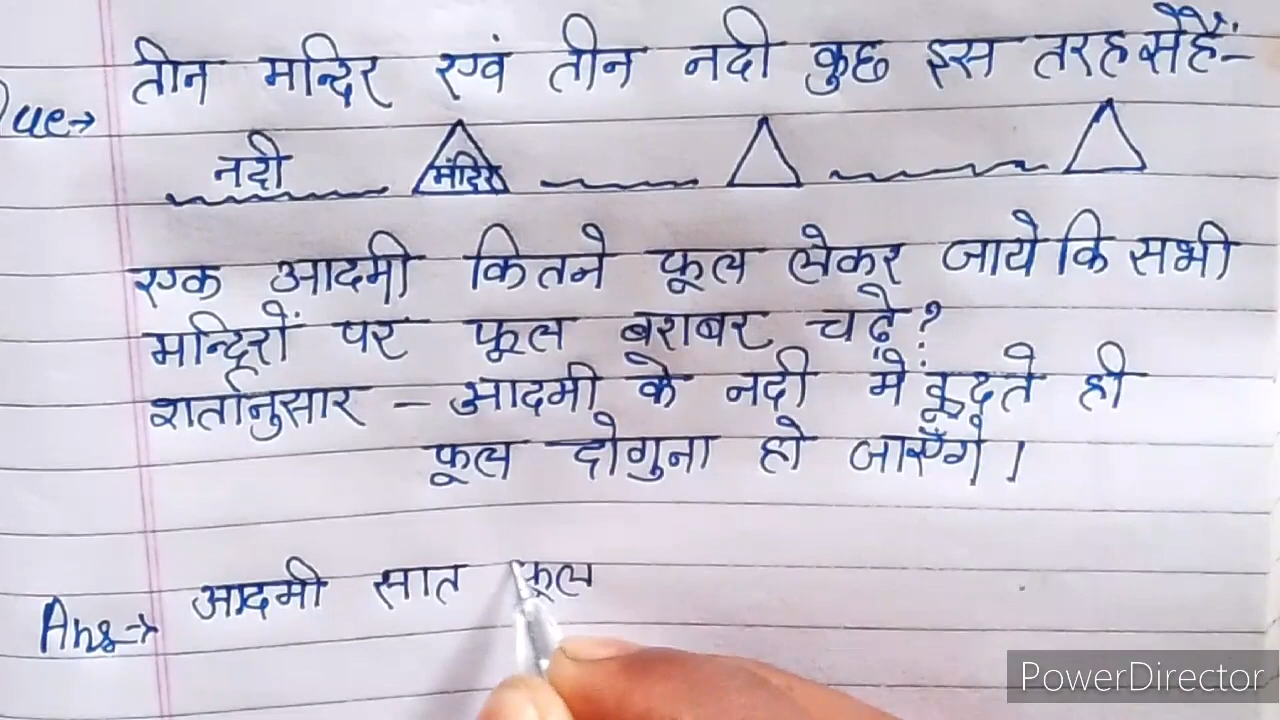 तीन मन्दिर एवं तीन नदी कुछ इस तरह से हैं-
Que→
नदी मंदिर
एक आदमी कितने फूल लेकर जाये कि सभी
मन्दिरों पर फूल बराबर चढ़े?
शर्तानुसार - आदमी के नदी में कूदते ही
फूल दोगुना हो जाएँगे।
Ans→ आदमी सात फूल
PowerDirector